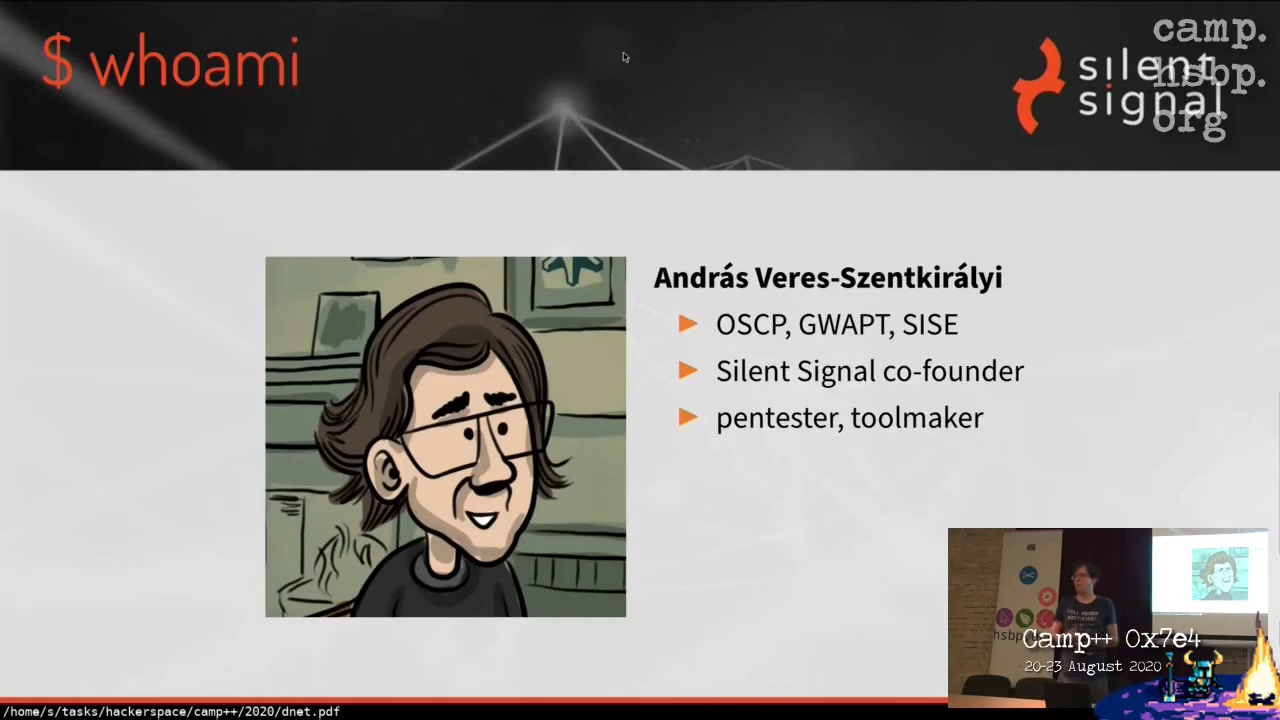 $ whoami
silent
signal
camp.
hsbp.
org
András Veres-Szentkirályi
OSCP, GWAPT, SISE
Silent Signal co-founder
pentester, toolmaker
hsbp
Camp++ 0x7e4
20-23 August 2020
/home/s/tasks/hackerspace/camp++/2020/dnet.pdf